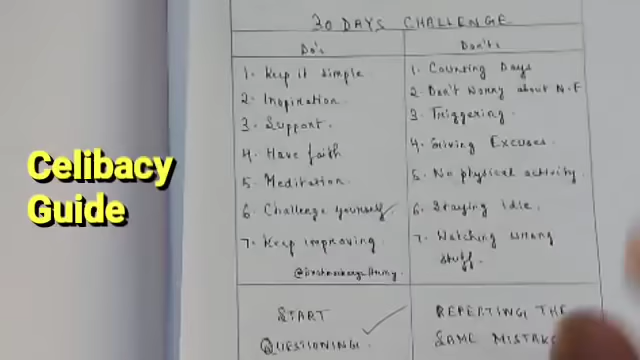 30 DAYS CHALLENGE
Do's
Don'ts
1. Keep it simple
2. Inspiration.
3. Support.
4. Have faith
5. Meditation
6. Challenge yourself
7. Keep improving
1. Counting Days
2. Don't Worry about N.F
3. Triggering.
4. Giving Excuses.
5. No physical activity
6. Staying Idle.
7. Watching wrong
stuff.
START
QUESTIONING.
REPEATING THE
SAME
Celibacy
Guide